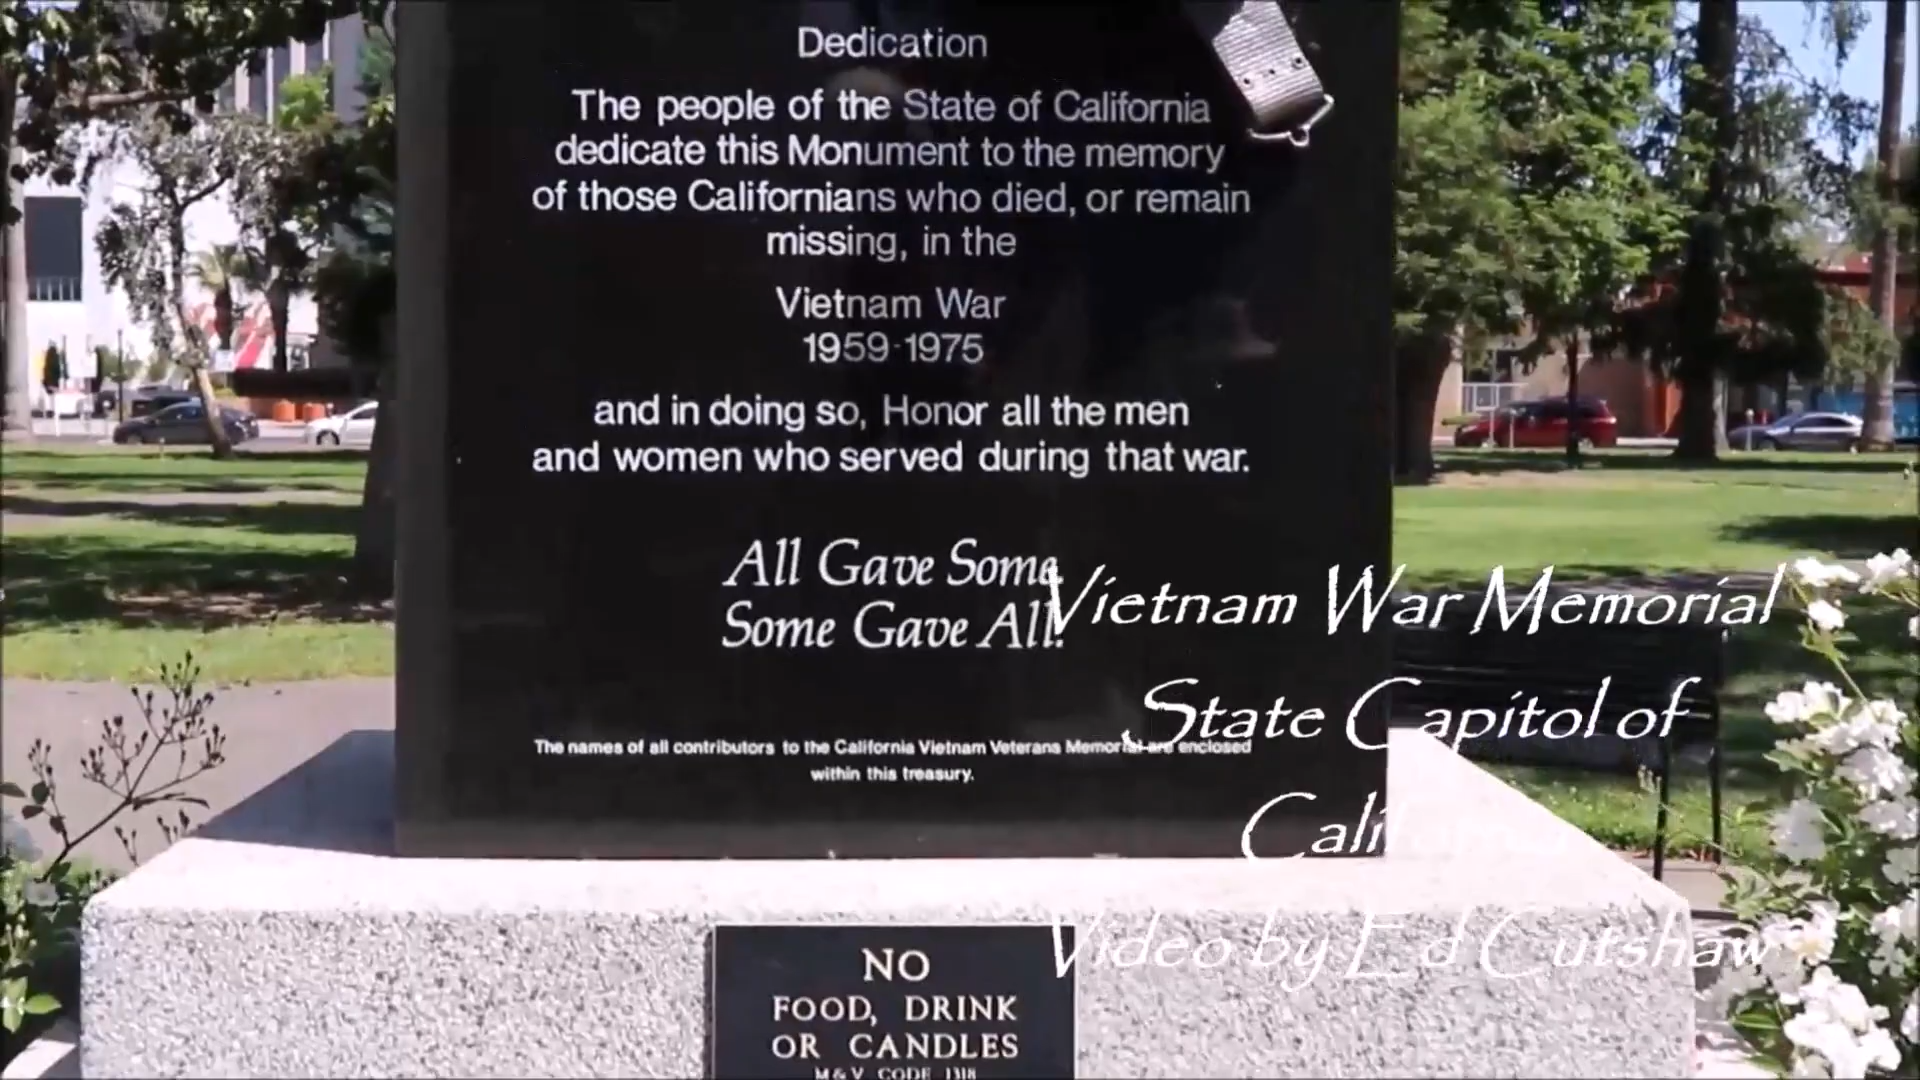 Dedication
The people of the State of California
dedicate this Monument to the memory
of those Californians who died, or remain
missing, in the
Vietnam War
1959-1975
and in doing so, Honor all the men
and women who served during that war.
All Gave Some
Some Gave All!
The names of all contributors to the California Vietnam Veterans Memorial are enclosed
within this treasury.
Vietnam War Memorial
State Capitol of
California
Video by Ed Cutshaw
NO
FOOD, DRINK
OR CANDLES
M&V CODE 1318